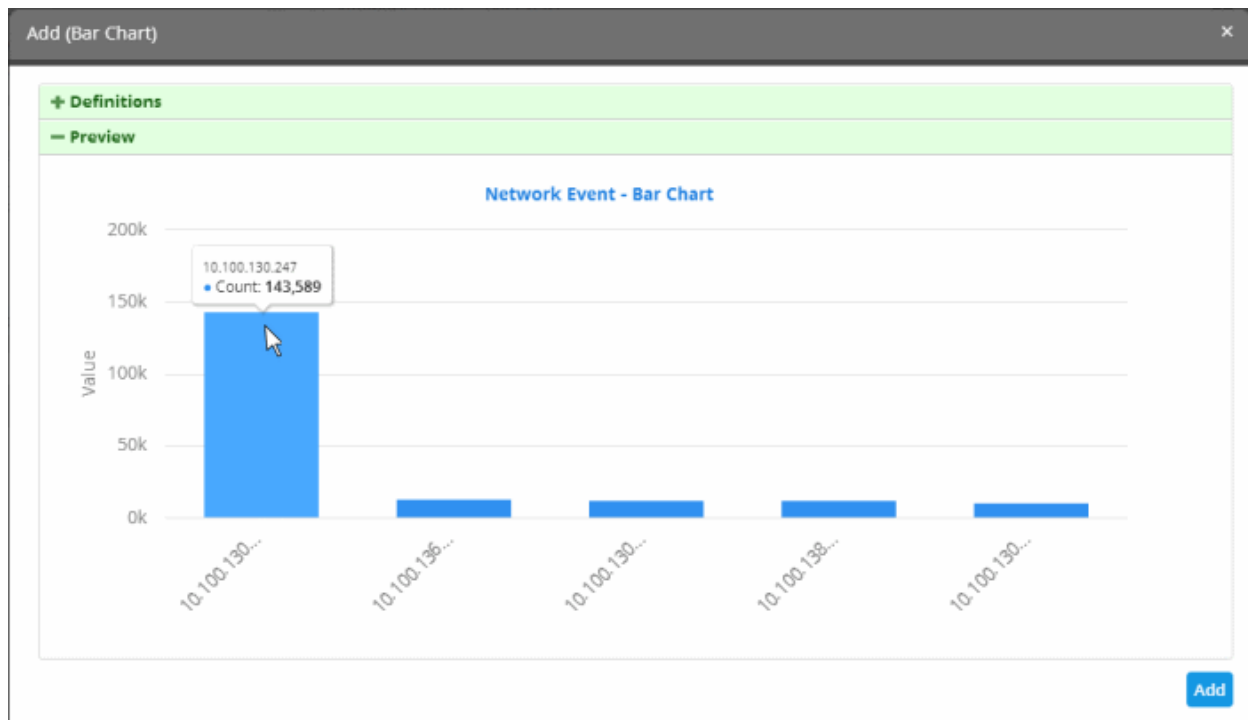 Add (Bar Chart)
×
+ Definitions
− Preview
Network Event - Bar Chart
200k
10.100.130.247
• Count: 143,589
150k
Value
100k
50k
0k
10.100.130...
10.100.136...
10.100.130...
10.100.138...
10.100.130...
Add